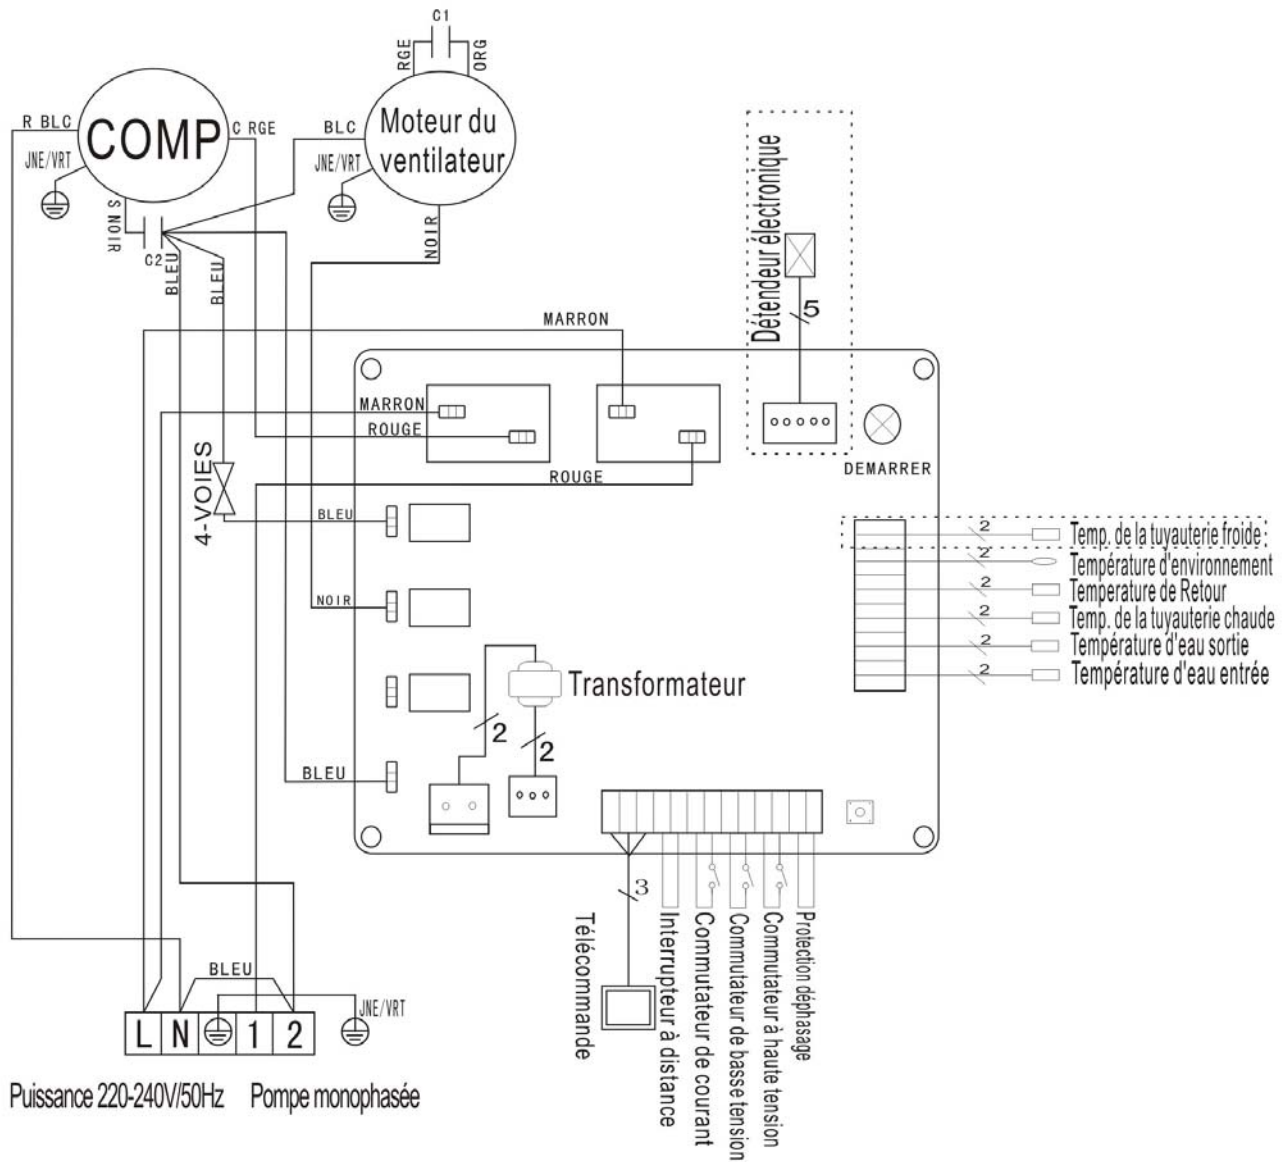 C1
RGE
ORG
R BLC
COMP
C RGE
BLC
Moteur du
ventilateur
JNE/VRT
JNE/VRT
S NOIR
C2
BLEU
BLEU
NOIR
Détendeur électronique
5
MARRON
MARRON
ROUGE
ROUGE
DEMARRER
4-VOIES
BLEU
NOIR
2
Temp. de la tuyauterie froide
2
Température d'environnement
2
Temperature de Retour
2
Temp. de la tuyauterie chaude
2
Température d'eau sortie
2
Température d'eau entrée
Transformateur
2
2
BLEU
3
Télécommande
Interrupteur à distance
Commutateur de courant
Commutateur de basse tension
Commutateur à haute tension
Protection déphasage
BLEU
JNE/VRT
L N 1 2
Puissance 220-240V/50Hz
Pompe monophasée